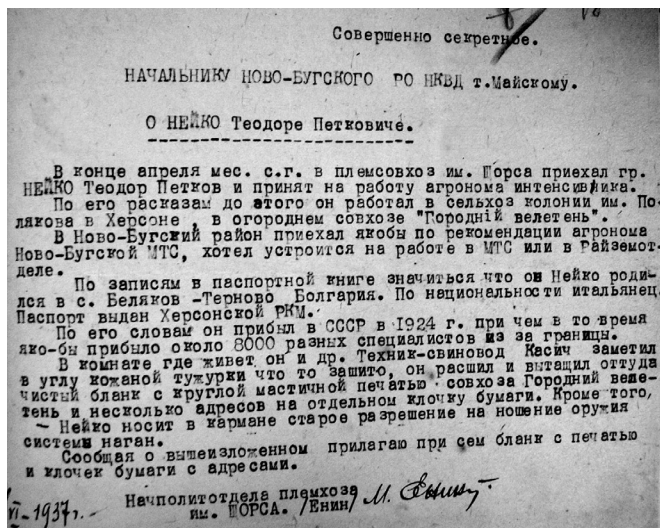 Совершенно секретное.
НАЧАЛЬНИКУ НОВО-БУГСКОГО РО НКВД т.Майскому.
О НЕЙКО Теодоре Петковиче.
В конце апреля мес. с.г. в племсовхоз им. Щорса приехал гр.
НЕЙКО Теодор Петков и принят на работу агронома интенсивника.
По его расказам до этого он работал в сельхоз колонии им. По-
лякова в Херсоне , в огороднем совхозе "Городнiй велетень".
В Ново-Бугский район приехал якобы по рекомендации агронома
Ново-Бугской МТС, хотел устроится на работе в МТС или в Райземот-
деле.
По записям в паспортной книге значиться что он Нейко роди-
лся в с. Беляков -Терново Болгария. По национальности итальянец.
Паспорт выдан Херсонской РКМ.
По его словам он прибыл в СССР в 1924 г. при чем в то время
яко-бы прибыло около 8000 разных специалистов из за границы.
В комнате где живет он и др. Техник-свиновод Касич заметил
в углу кожаной тужурки что то зашито, он расшил и вытащил оттуда
чистый бланк с круглой мастичной печатью совхоза Городний веле-
тень и несколько адресов на отдельном клочку бумаги. Кроме того,
- Нейко носит в кармане старое разрешение на ношение оружия
системы наган.
Сообщая о вышеизложенном прилагаю при сем бланк с печатью
и клочек бумаги с адресами.
Начполитотдела племхоза
им. ЩОРСА. /Енин/ М. Енин
VI-1937г.